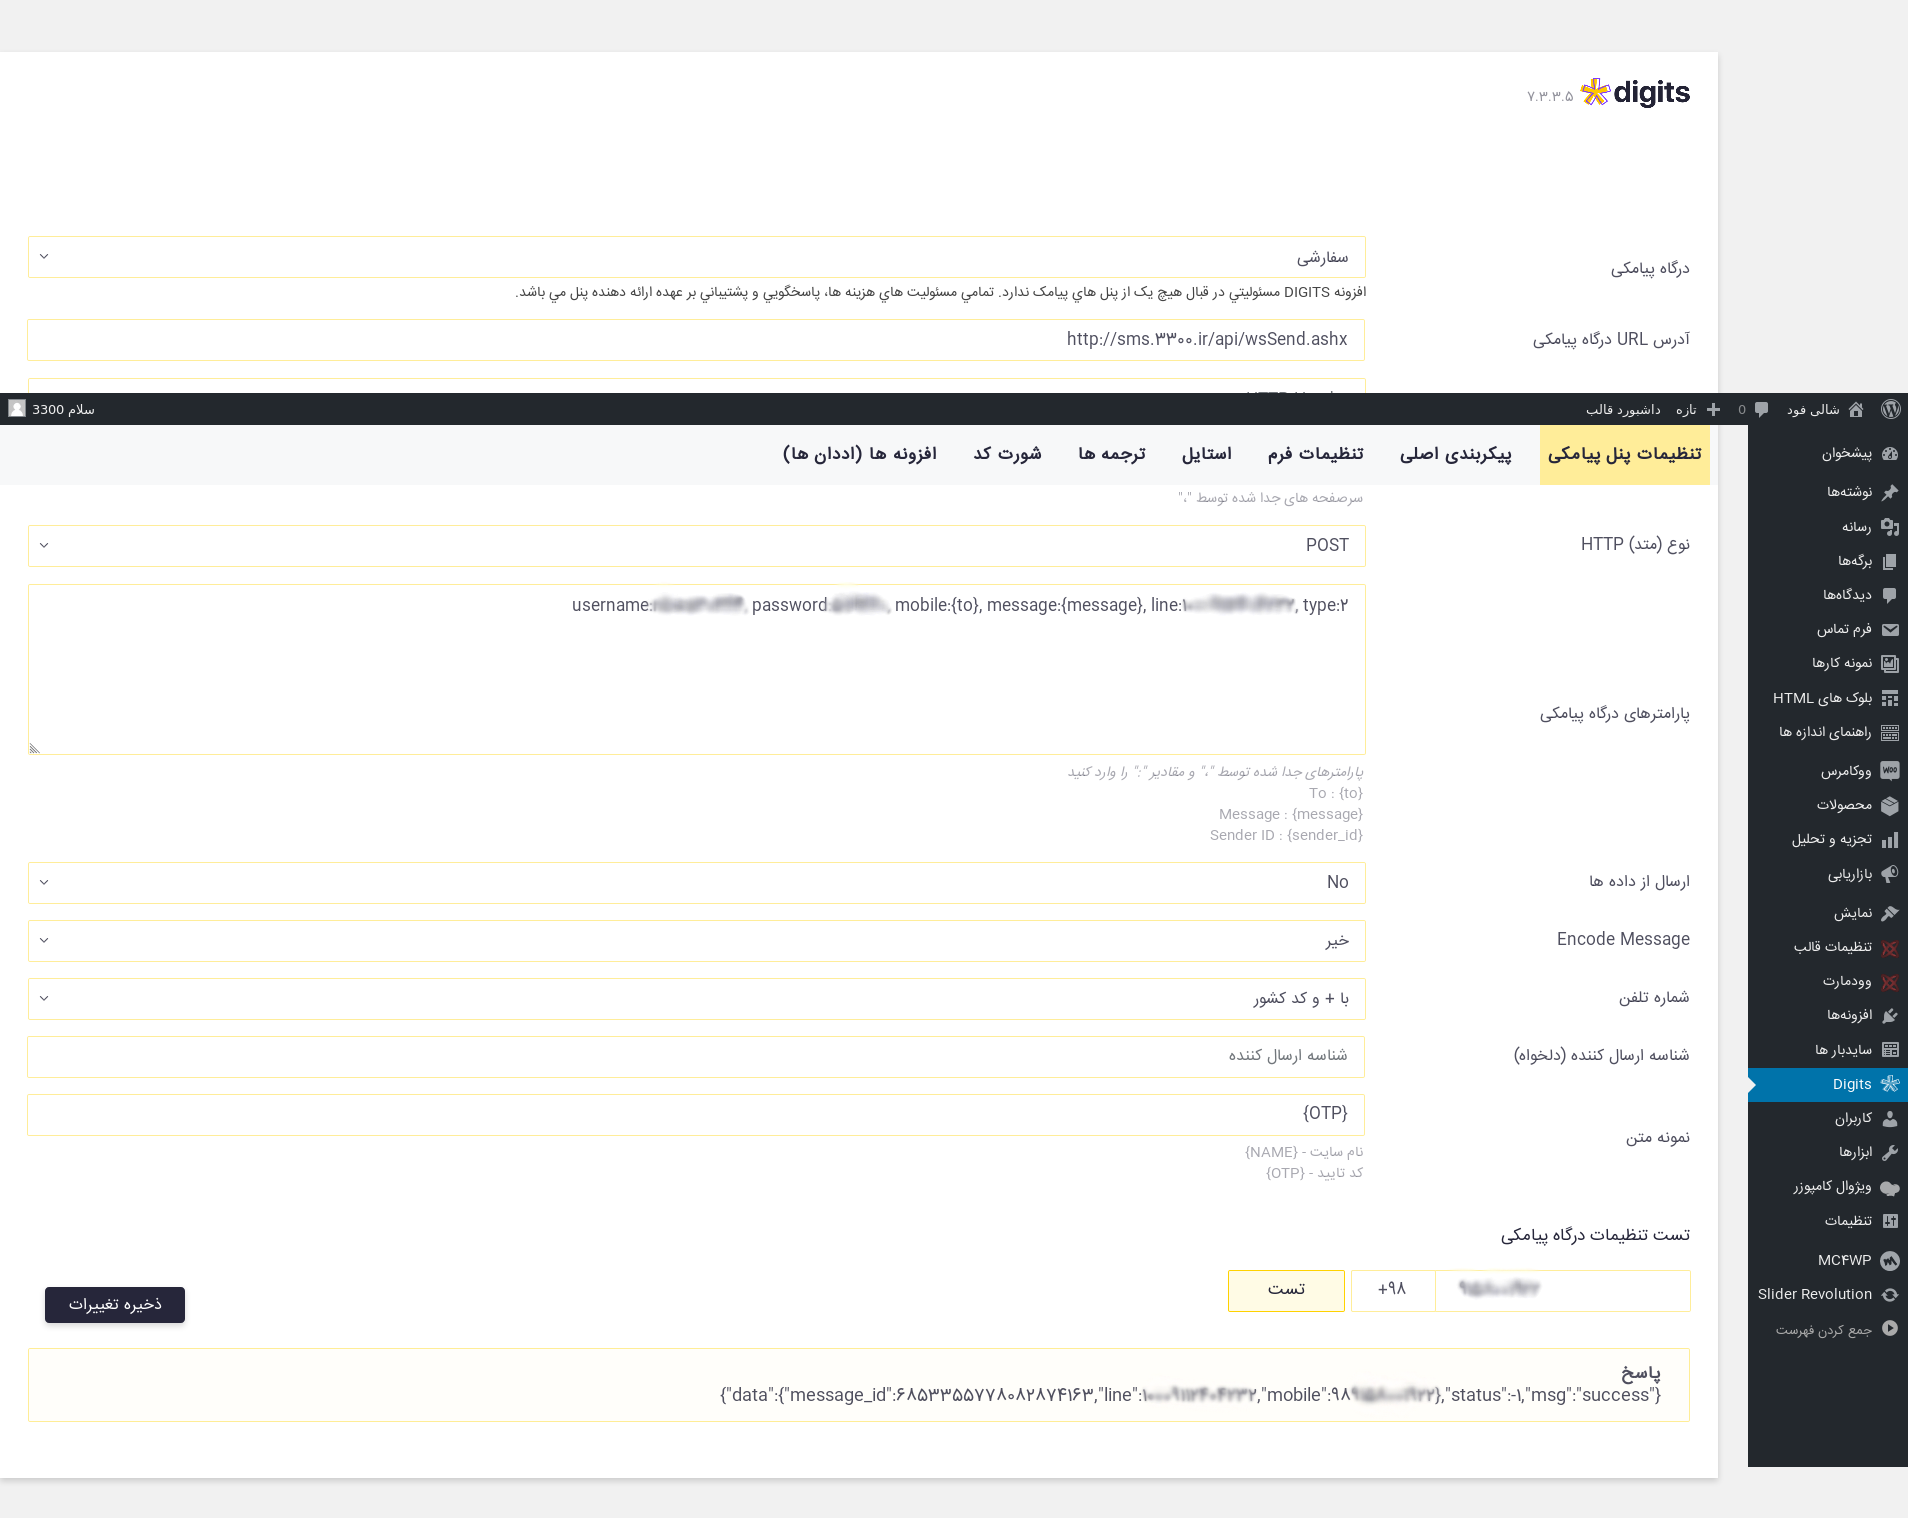 digits ۷.۳.۳.۵
درگاه پیامکی
سفارشی
افزونه DIGITS مسئوليتي در قبال هيچ يک از پنل هاي پيامک ندارد. تمامي مسئوليت هاي هزينه ها، پاسخگويي و پشتيباني بر عهده ارائه دهنده پنل مي باشد.
آدرس URL درگاه پیامکی
http://sms.۳۳۰۰.ir/api/wsSend.ashx
شالی فود
0
تازه
داشبورد قالب
سلام 3300
تنظیمات پنل پیامکی
پیکربندی اصلی
تنظیمات فرم
استایل
ترجمه ها
شورت کد
افزونه ها (اددان ها)
سرصفحه های جدا شده توسط "،"
نوع (متد) HTTP
POST
پارامترهای درگاه پیامکی
username: password: mobile:{to}, message:{message}, line: type:۲
پارامترهای جدا شده توسط "،" و مقادیر ":" را وارد کنید
To : {to}
Message : {message}
Sender ID : {sender_id}
ارسال از داده ها
No
Encode Message
خیر
شماره تلفن
با + و کد کشور
شناسه ارسال کننده (دلخواه)
شناسه ارسال کننده
نمونه متن
{OTP}
نام سایت - {NAME}
کد تایید - {OTP}
تست تنظیمات درگاه پیامکی
+۹۸
تست
ذخیره تغییرات
پاسخ
{"data":{"message_id":۶۸۵۳۳۵۵۷۷۸۰۸۲۸۷۴۱۶۳,"line": ,"mobile":۹۸ },"status":-۱,"msg":"success"}
پیشخوان
نوشته‌ها
رسانه
برگه‌ها
دیدگاه‌ها
فرم تماس
نمونه کارها
بلوک های HTML
راهنمای اندازه ها
ووکامرس
محصولات
تجزیه و تحلیل
بازاریابی
نمایش
تنظیمات قالب
وودمارت
افزونه‌ها
سایدبار ها
Digits
کاربران
ابزارها
ویژوال کامپوزر
تنظیمات
MC۴WP
Slider Revolution
جمع کردن فهرست